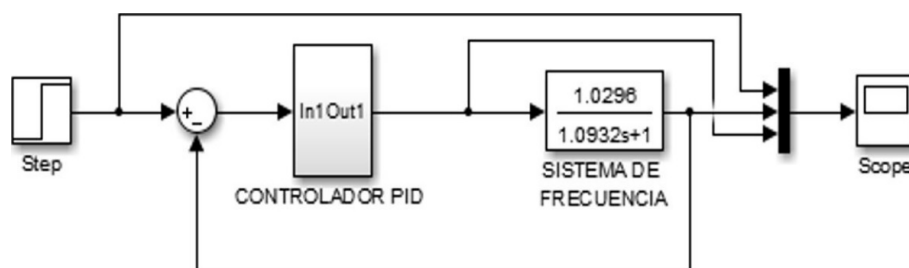 Step
+
-
In1Out1
CONTROLADOR PID
1.0296
1.0932s+1
SISTEMA DE
FRECUENCIA
Scope